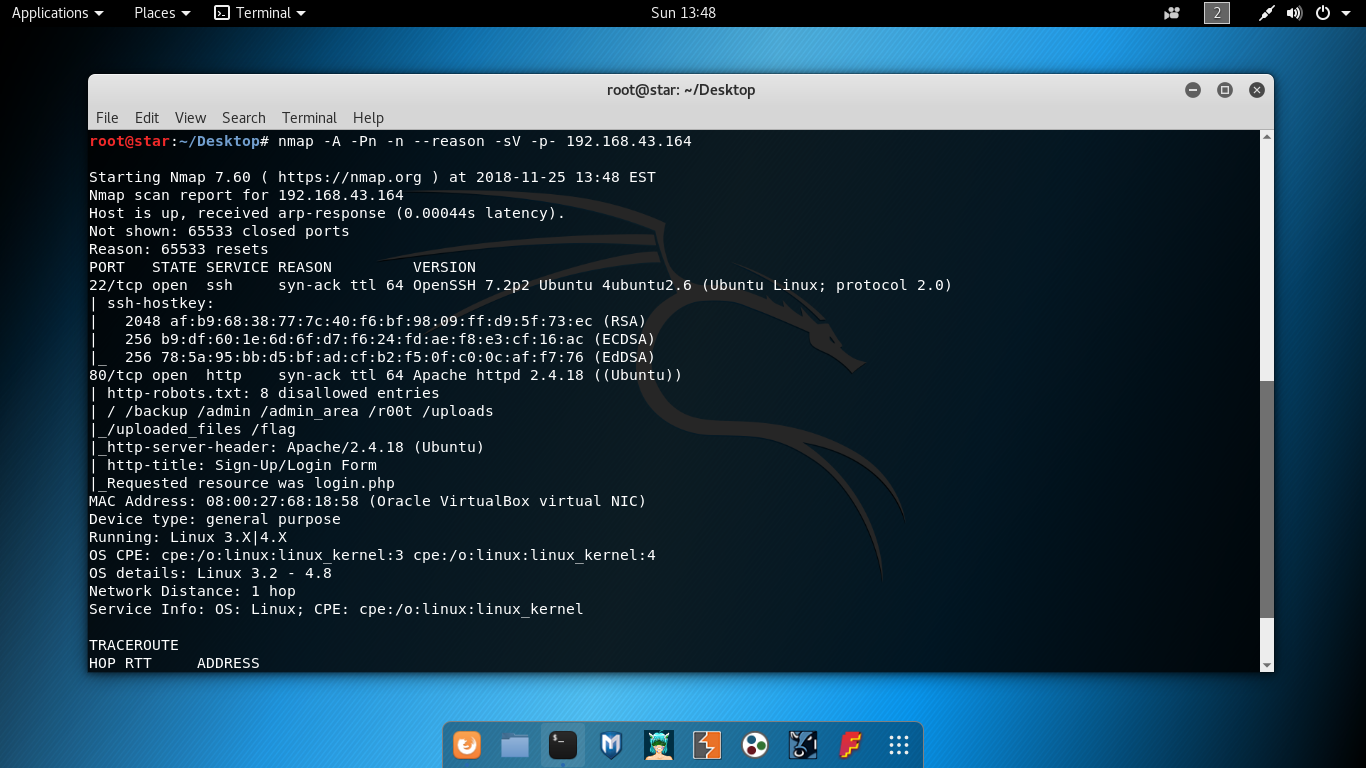 Applications Places Terminal Sun 13:48 2
root@star: ~/Desktop
File Edit View Search Terminal Help
root@star:~/Desktop# nmap -A -Pn -n --reason -sV -p- 192.168.43.164
Starting Nmap 7.60 ( https://nmap.org ) at 2018-11-25 13:48 EST
Nmap scan report for 192.168.43.164
Host is up, received arp-response (0.00044s latency).
Not shown: 65533 closed ports
Reason: 65533 resets
PORT   STATE SERVICE REASON         VERSION
22/tcp open  ssh     syn-ack ttl 64 OpenSSH 7.2p2 Ubuntu 4ubuntu2.6 (Ubuntu Linux; protocol 2.0)
| ssh-hostkey:
|   2048 af:b9:68:38:77:7c:40:f6:bf:98:09:ff:d9:5f:73:ec (RSA)
|   256 b9:df:60:1e:6d:6f:d7:f6:24:fd:ae:f8:e3:cf:16:ac (ECDSA)
|_  256 78:5a:95:bb:d5:bf:ad:cf:b2:f5:0f:c0:0c:af:f7:76 (EdDSA)
80/tcp open  http    syn-ack ttl 64 Apache httpd 2.4.18 ((Ubuntu))
| http-robots.txt: 8 disallowed entries
| / /backup /admin /admin_area /r00t /uploads
|_/uploaded_files /flag
|_http-server-header: Apache/2.4.18 (Ubuntu)
| http-title: Sign-Up/Login Form
|_Requested resource was login.php
MAC Address: 08:00:27:68:18:58 (Oracle VirtualBox virtual NIC)
Device type: general purpose
Running: Linux 3.X|4.X
OS CPE: cpe:/o:linux:linux_kernel:3 cpe:/o:linux:linux_kernel:4
OS details: Linux 3.2 - 4.8
Network Distance: 1 hop
Service Info: OS: Linux; CPE: cpe:/o:linux:linux_kernel
TRACEROUTE
HOP RTT     ADDRESS